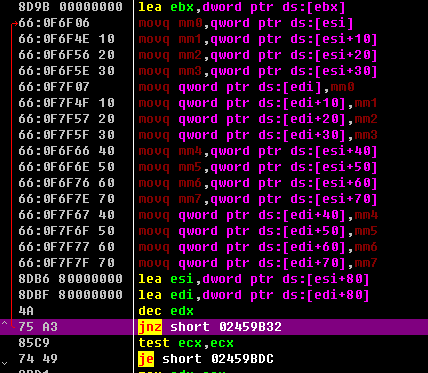 8D9B 00000000 lea ebx,dword ptr ds:[ebx]
66:0F6F06 movq mm0,qword ptr ds:[esi]
66:0F6F4E 10 movq mm1,qword ptr ds:[esi+10]
66:0F6F56 20 movq mm2,qword ptr ds:[esi+20]
66:0F6F5E 30 movq mm3,qword ptr ds:[esi+30]
66:0F7F07 movq qword ptr ds:[edi],mm0
66:0F7F4F 10 movq qword ptr ds:[edi+10],mm1
66:0F7F57 20 movq qword ptr ds:[edi+20],mm2
66:0F7F5F 30 movq qword ptr ds:[edi+30],mm3
66:0F6F66 40 movq mm4,qword ptr ds:[esi+40]
66:0F6F6E 50 movq mm5,qword ptr ds:[esi+50]
66:0F6F76 60 movq mm6,qword ptr ds:[esi+60]
66:0F6F7E 70 movq mm7,qword ptr ds:[esi+70]
66:0F7F67 40 movq qword ptr ds:[edi+40],mm4
66:0F7F6F 50 movq qword ptr ds:[edi+50],mm5
66:0F7F77 60 movq qword ptr ds:[edi+60],mm6
66:0F7F7F 70 movq qword ptr ds:[edi+70],mm7
8DB6 80000000 lea esi,dword ptr ds:[esi+80]
8DBF 80000000 lea edi,dword ptr ds:[edi+80]
4A dec edx
75 A3 jnz short 02459B32
85C9 test ecx,ecx
74 49 je short 02459BDC